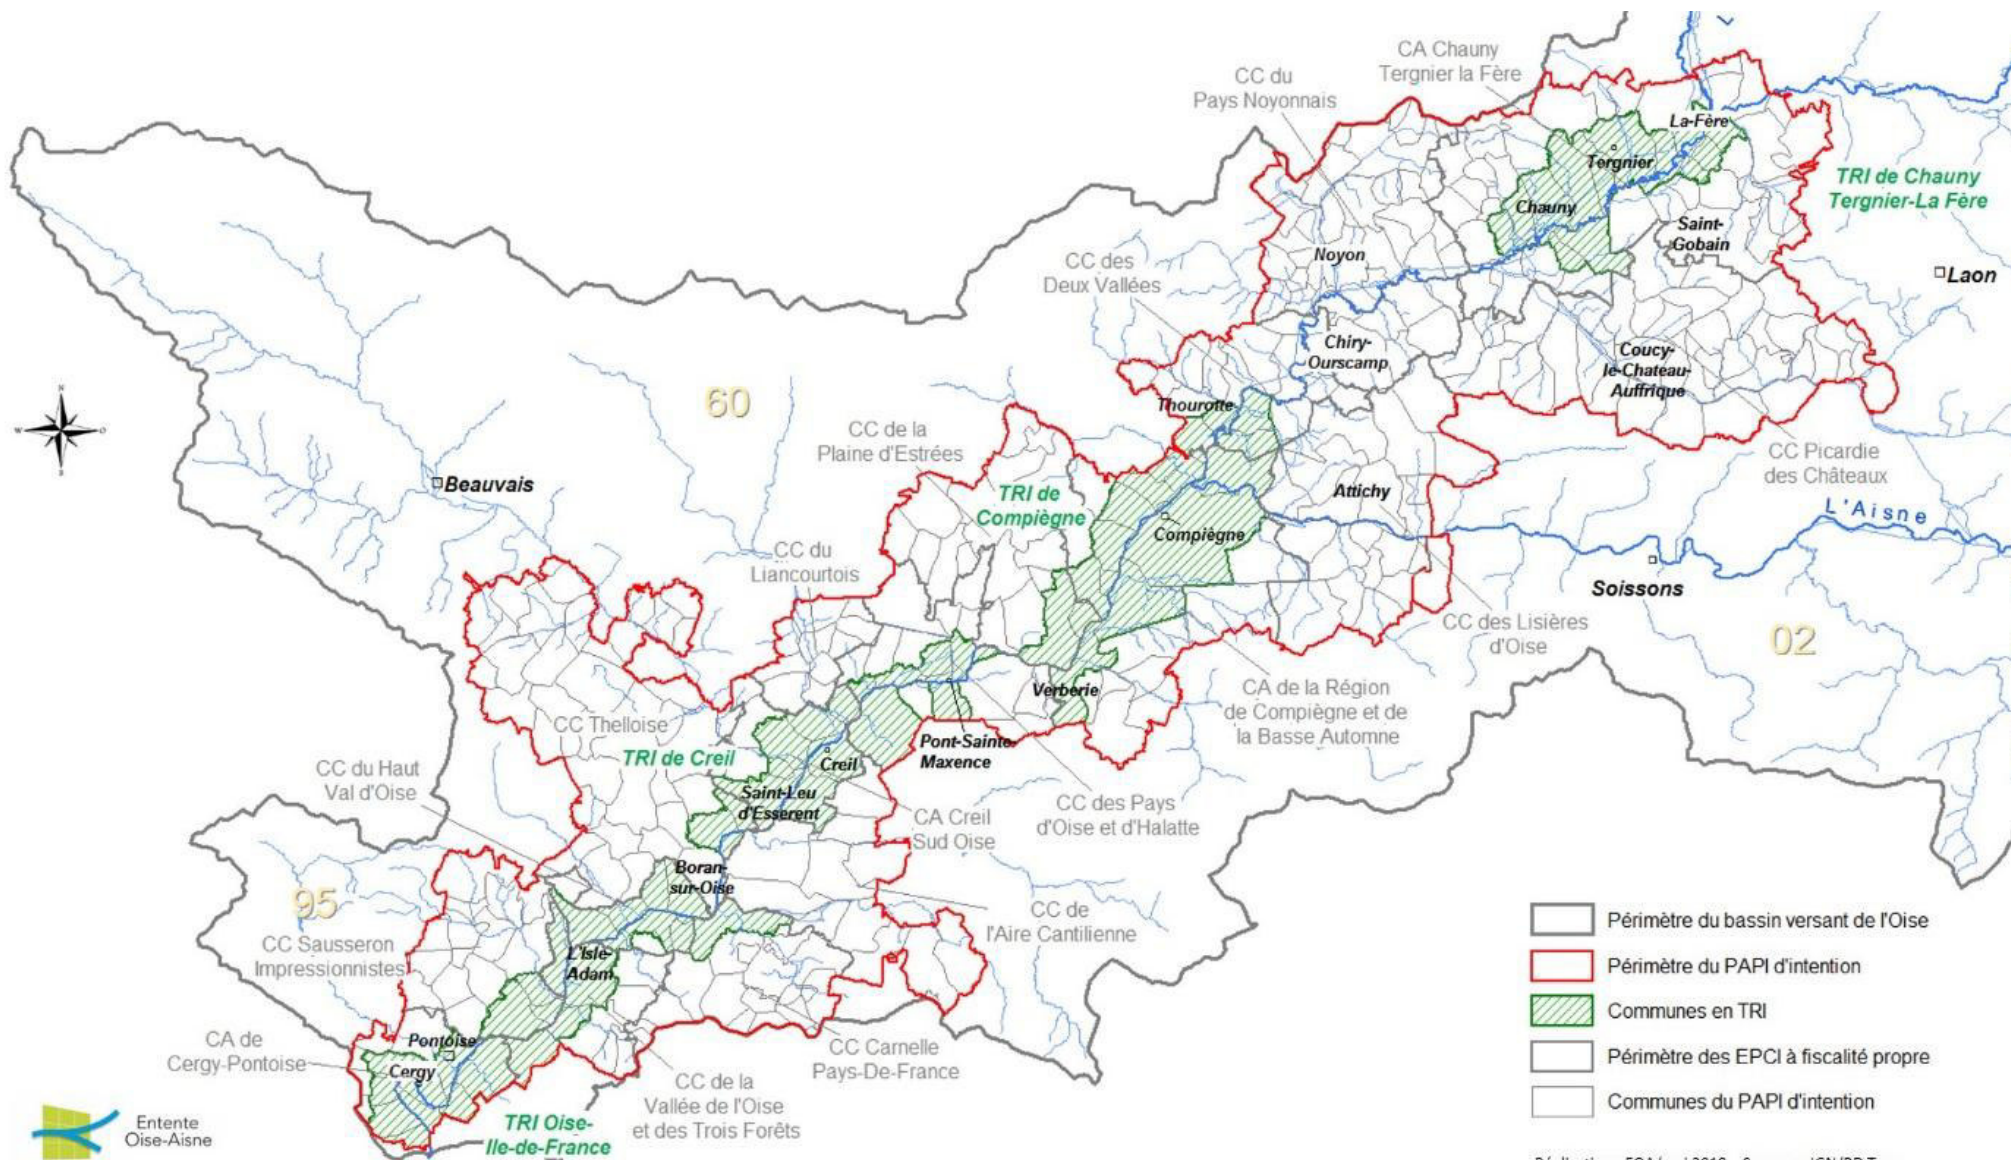 CA Chauny
Tergnier la Fère
CC du
Pays Noyonnais
La-Fère
Tergnier
TRI de Chauny
Tergnier-La Fère
Chauny
Saint-
Gobain
Noyon
Laon
CC des
Deux Vallées
Chiry-
Ourscamp
Coucy-
le-Chateau-
Auffrique
60
Thourotte
N
W
O
S
CC de la
Plaine d'Estrées
CC Picardie
des Châteaux
Beauvais
TRI de
Compiègne
Attichy
L'Aisne
Compiègne
CC du
Liancourtois
Soissons
CC des Lisières
d'Oise
02
Verberie
CA de la Région
de Compiègne et de
la Basse Automne
CC Thelloise
TRI de Creil
Creil
Pont-Sainte-
Maxence
CC du Haut
Val d'Oise
Saint-Leu
d'Esserent
CA Creil
Sud Oise
CC des Pays
d'Oise et d'Halatte
Boran-
sur-Oise
95
CC de
l'Aire Cantilienne
CC Sausseron
Impressionnistes
L'Isle-
Adam
CA de
Cergy-Pontoise
Pontoise
Cergy
CC Carnelle
Pays-De-France
CC de la
Vallée de l'Oise
et des Trois Forêts
TRI Oise-
Ile-de-France
Périmètre du bassin versant de l'Oise
Périmètre du PAPI d'intention
Communes en TRI
Périmètre des EPCI à fiscalité propre
Communes du PAPI d'intention
Entente
Oise-Aisne